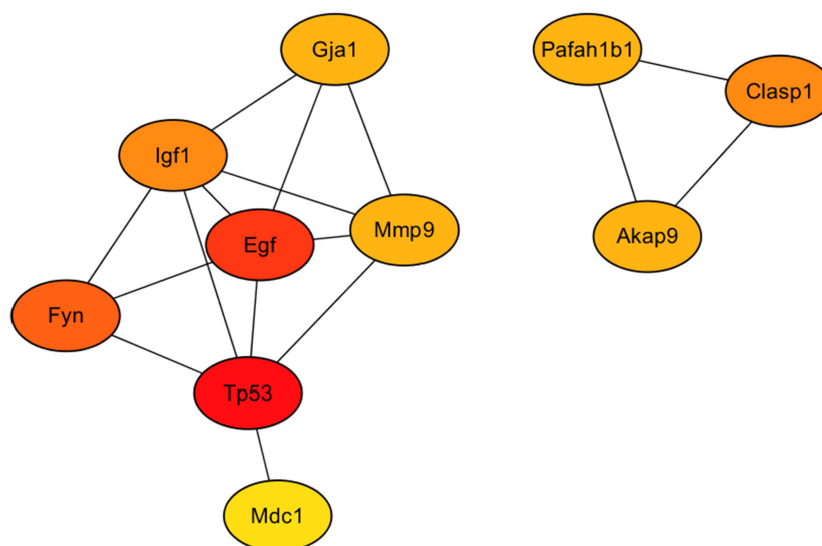 Gja1
Pafah1b1
Clasp1
Igf1
Mmp9
Akap9
Egf
Fyn
Tp53
Mdc1